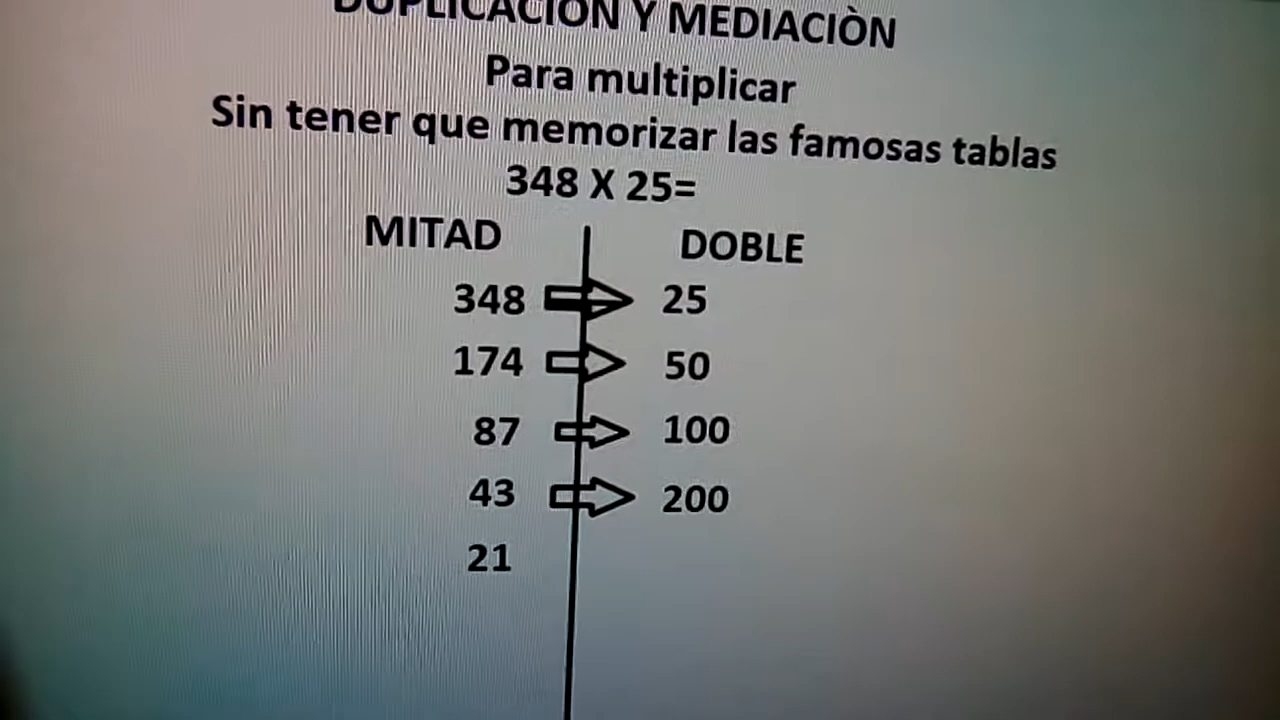 DUPLICACIÒN Y MEDIACIÒN
Para multiplicar
Sin tener que memorizar las famosas tablas
348 X 25=
MITAD DOBLE
348 25
174 50
87 100
43 200
21